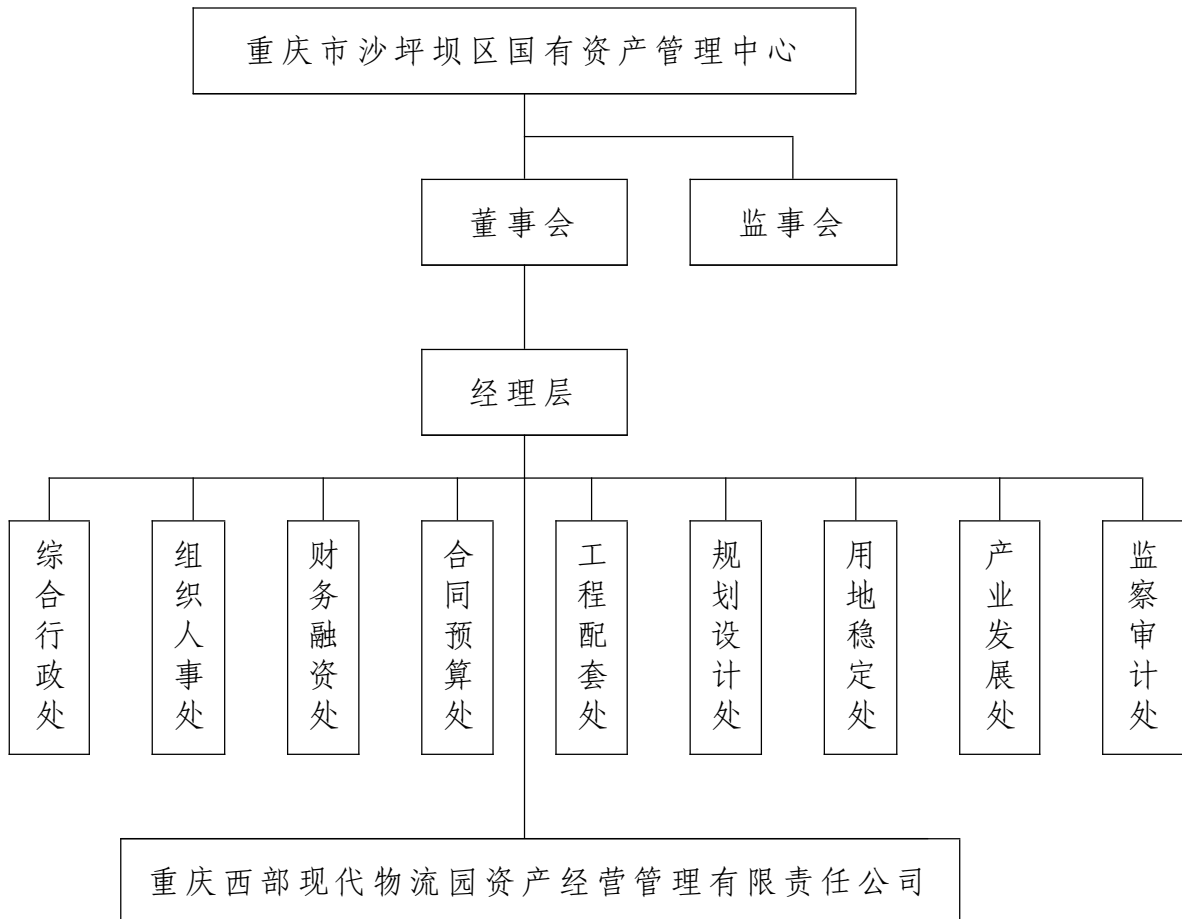 重庆市沙坪坝区国有资产管理中心
董事会
监事会
经理层
综合行政处
组织人事处
财务融资处
合同预算处
工程配套处
规划设计处
用地稳定处
产业发展处
监察审计处
重庆西部现代物流园资产经营管理有限责任公司